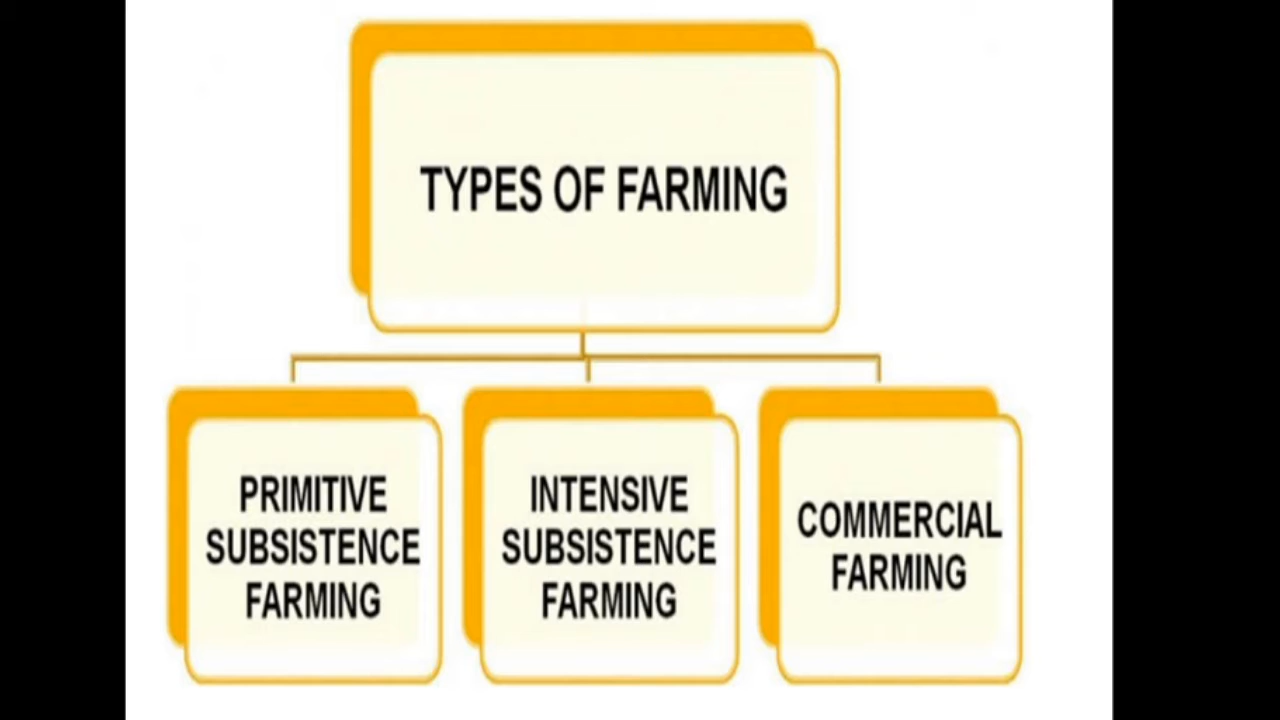 TYPES OF FARMING
PRIMITIVE
SUBSISTENCE
FARMING
INTENSIVE
SUBSISTENCE
FARMING
COMMERCIAL
FARMING